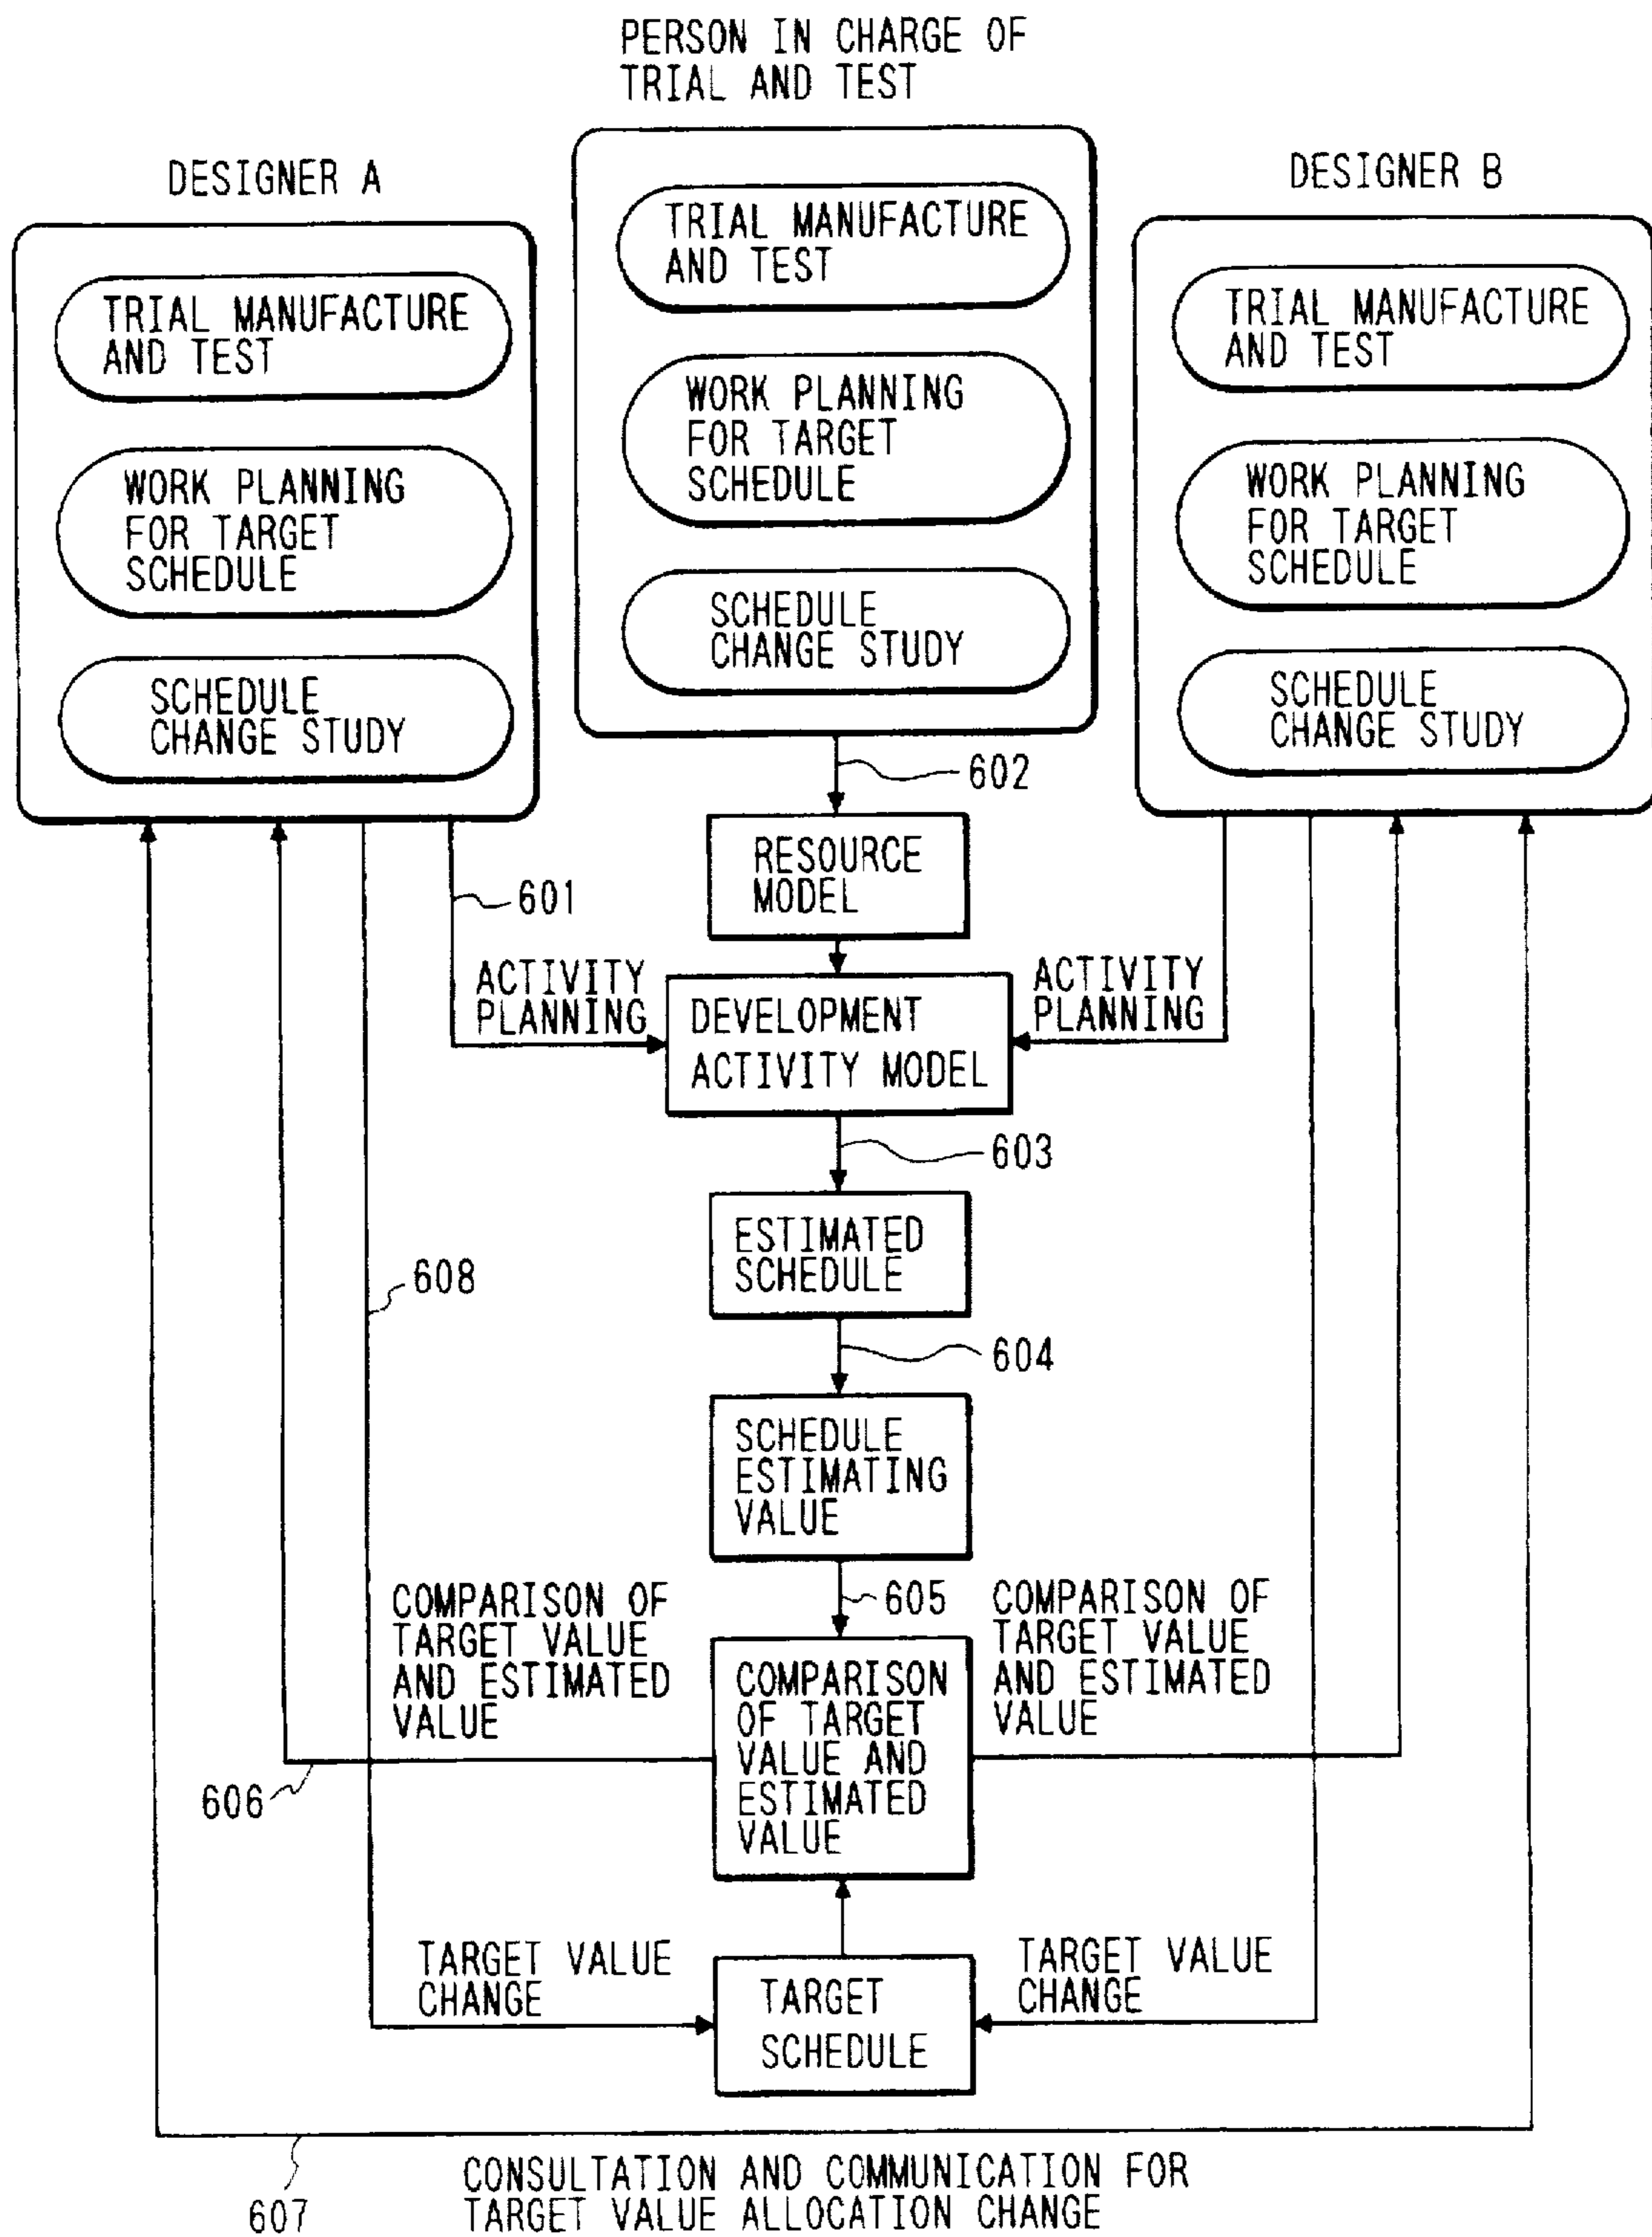 PERSON IN CHARGE OF
TRIAL AND TEST
DESIGNER A
DESIGNER B
TRIAL MANUFACTURE
AND TEST
WORK PLANNING
FOR TARGET
SCHEDULE
SCHEDULE
CHANGE STUDY
TRIAL MANUFACTURE
AND TEST
WORK PLANNING
FOR TARGET
SCHEDULE
SCHEDULE
CHANGE STUDY
TRIAL MANUFACTURE
AND TEST
WORK PLANNING
FOR TARGET
SCHEDULE
SCHEDULE
CHANGE STUDY
602
RESOURCE
MODEL
601
ACTIVITY
PLANNING
ACTIVITY
PLANNING
DEVELOPMENT
ACTIVITY MODEL
603
ESTIMATED
SCHEDULE
608
604
SCHEDULE
ESTIMATING
VALUE
605
COMPARISON OF
TARGET VALUE
AND ESTIMATED
VALUE
COMPARISON
OF TARGET
VALUE AND
ESTIMATED
VALUE
COMPARISON OF
TARGET VALUE
AND ESTIMATED
VALUE
606
TARGET VALUE
CHANGE
TARGET
SCHEDULE
TARGET VALUE
CHANGE
607
CONSULTATION AND COMMUNICATION FOR
TARGET VALUE ALLOCATION CHANGE